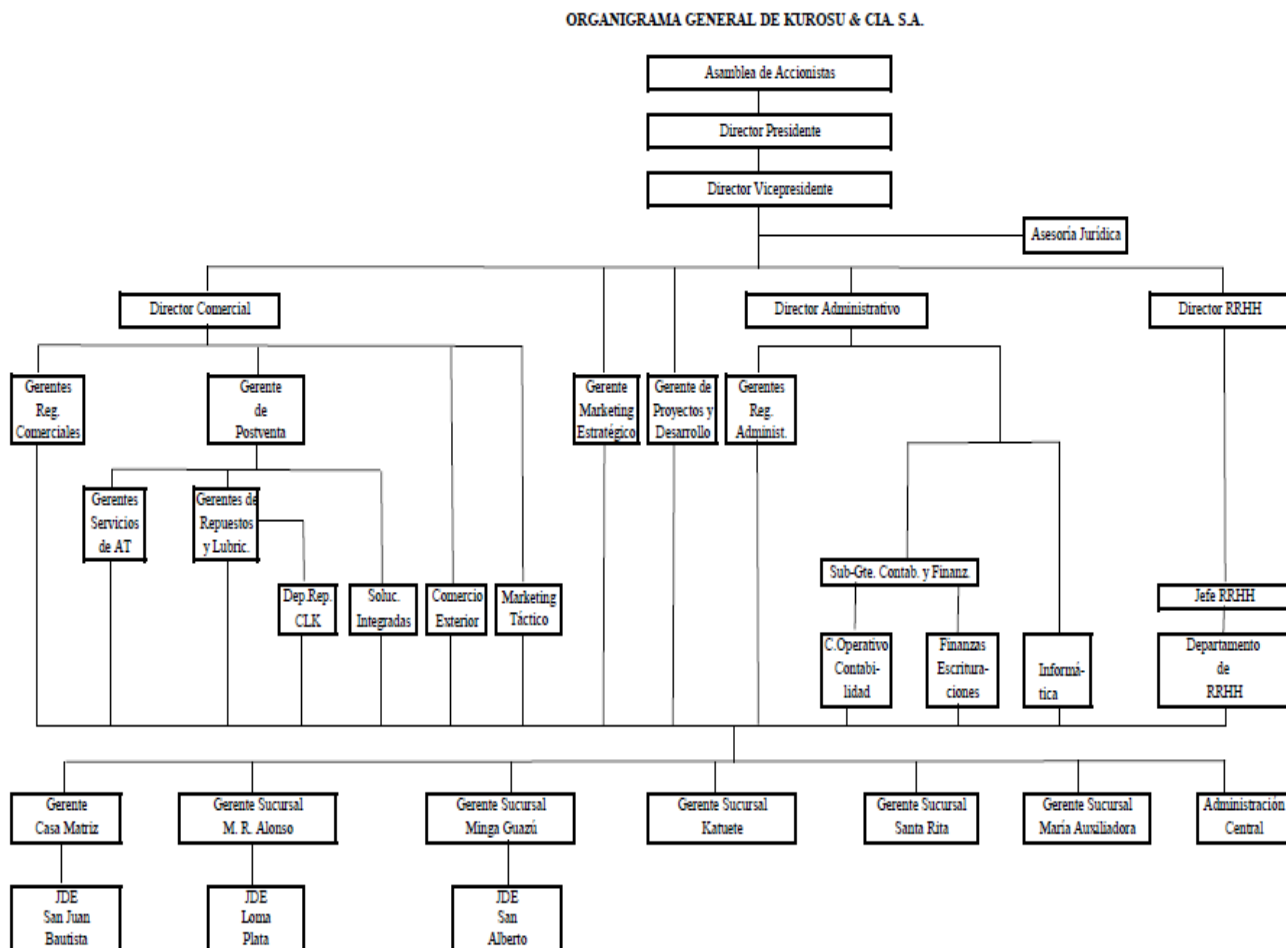 ORGANIGRAMA GENERAL DE KUROSU & CIA. S.A.
Asamblea de Accionistas
Director Presidente
Director Vicepresidente
Asesoría Jurídica
Director Comercial
Director Administrativo
Director RRHH
Gerentes
Reg.
Comerciales
Gerente
de
Postventa
Gerente
Marketing
Estratégico
Gerente de
Proyectos y
Desarrollo
Gerentes
Reg.
Administ.
Gerentes
Servicios
de AT
Gerentes de
Repuestos
y Lubric.
Sub-Gte. Contab. y Finanz.
Dep.Rep.
CLK
Soluc.
Integradas
Comercio
Exterior
Marketing
Táctico
Jefe RRHH
C.Operativo
Contabi-
lidad
Finanzas
Escritura-
ciones
Informá-
tica
Departamento
de
RRHH
Gerente
Casa Matriz
Gerente Sucursal
M. R. Alonso
Gerente Sucursal
Minga Guazú
Gerente Sucursal
Katuete
Gerente Sucursal
Santa Rita
Gerente Sucursal
María Auxiliadora
Administración
Central
JDE
San Juan
Bautista
JDE
Loma
Plata
JDE
San
Alberto